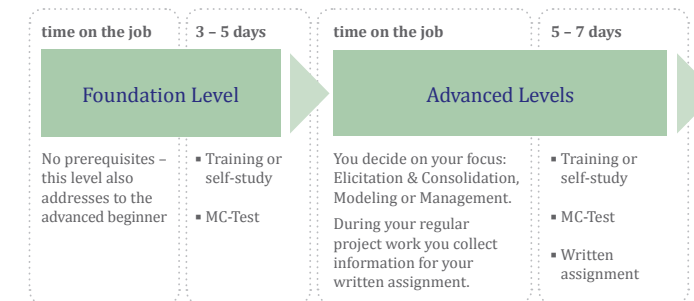 time on the job
3 – 5 days
time on the job
5 – 7 days
Foundation Level
Advanced Levels
No prerequisites –
this level also
addresses to the
advanced beginner
▪ Training or
self-study
▪ MC-Test
You decide on your focus:
Elicitation & Consolidation,
Modeling or Management.
During your regular
project work you collect
information for your
written assignment.
▪ Training or
self-study
▪ MC-Test
▪ Written
assignment